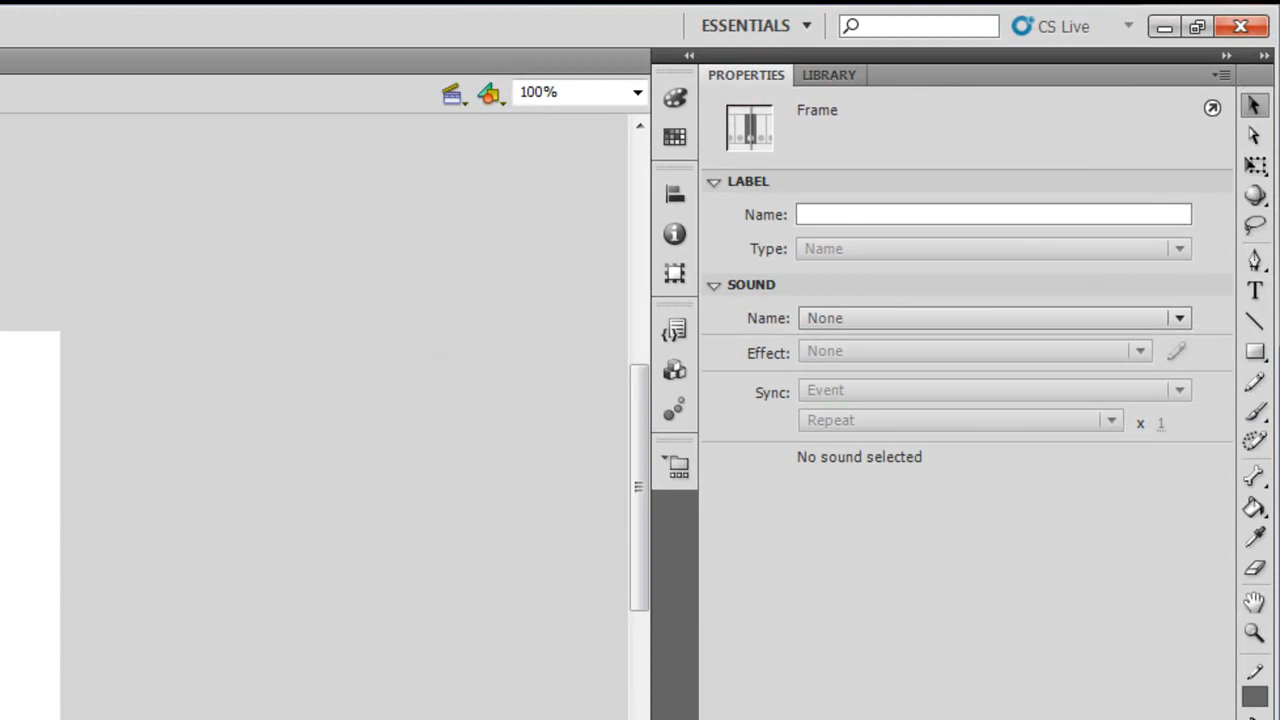 ESSENTIALS
CS Live
PROPERTIES LIBRARY
100%
Frame
LABEL
Name:
Type: Name
SOUND
Name: None
Effect: None
Sync: Event
Repeat x 1
No sound selected